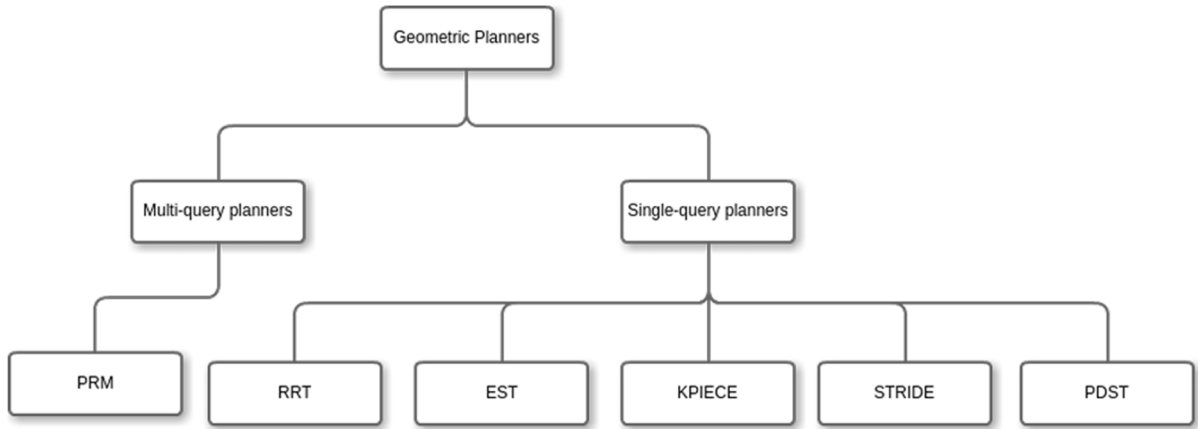 Geometric Planners
Multi-query planners
Single-query planners
PRM
RRT
EST
KPIECE
STRIDE
PDST